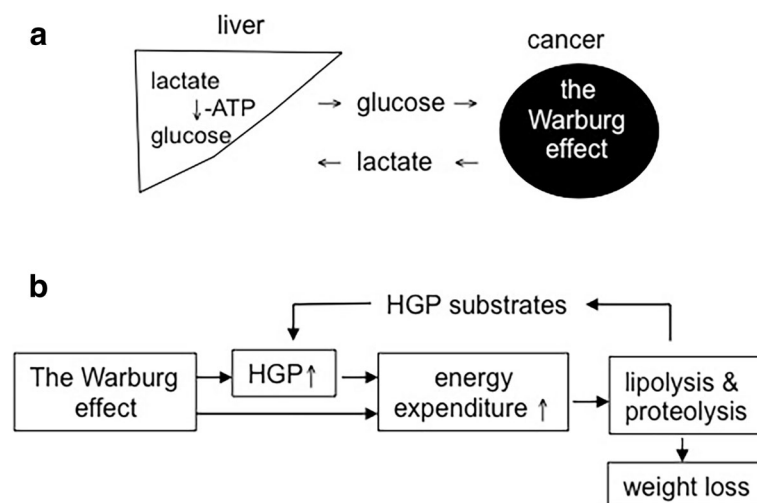 a
liver
cancer
lactate
↓-ATP
glucose
→ glucose →
← lactate ←
the
Warburg
effect
b
HGP substrates
The Warburg
effect
HGP↑
energy
expenditure ↑
lipolysis &
proteolysis
weight loss